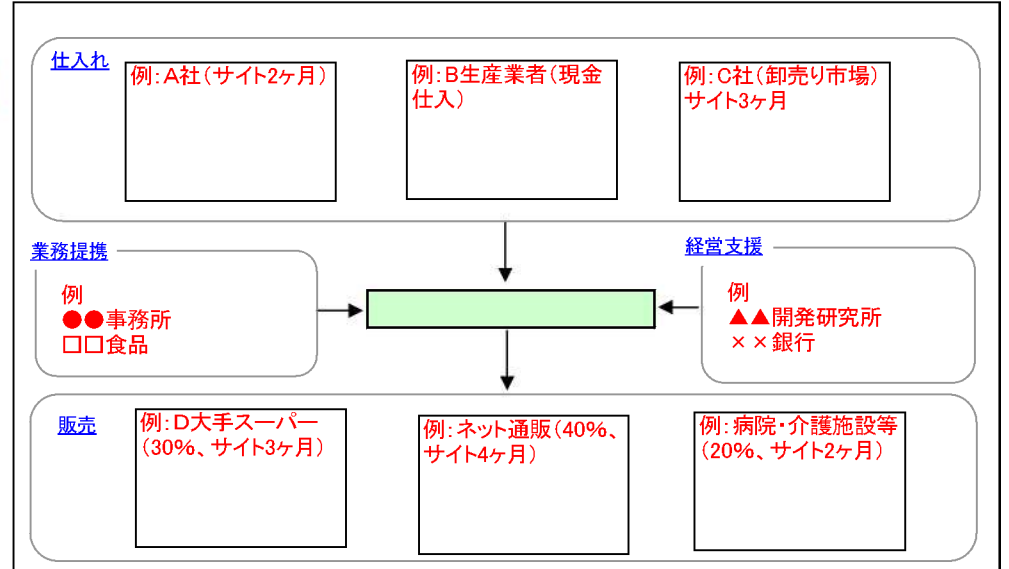 仕入れ
例：A社（サイト2ヶ月）
例：B生産業者（現金
仕入）
例：C社（卸売り市場）
サイト3ヶ月
業務提携
例
●●事務所
□□食品
経営支援
例
▲▲開発研究所
××銀行
販売
例：D大手スーパー
（30%、サイト3ヶ月）
例：ネット通販（40%、
サイト4ヶ月）
例：病院・介護施設等
（20%、サイト2ヶ月）